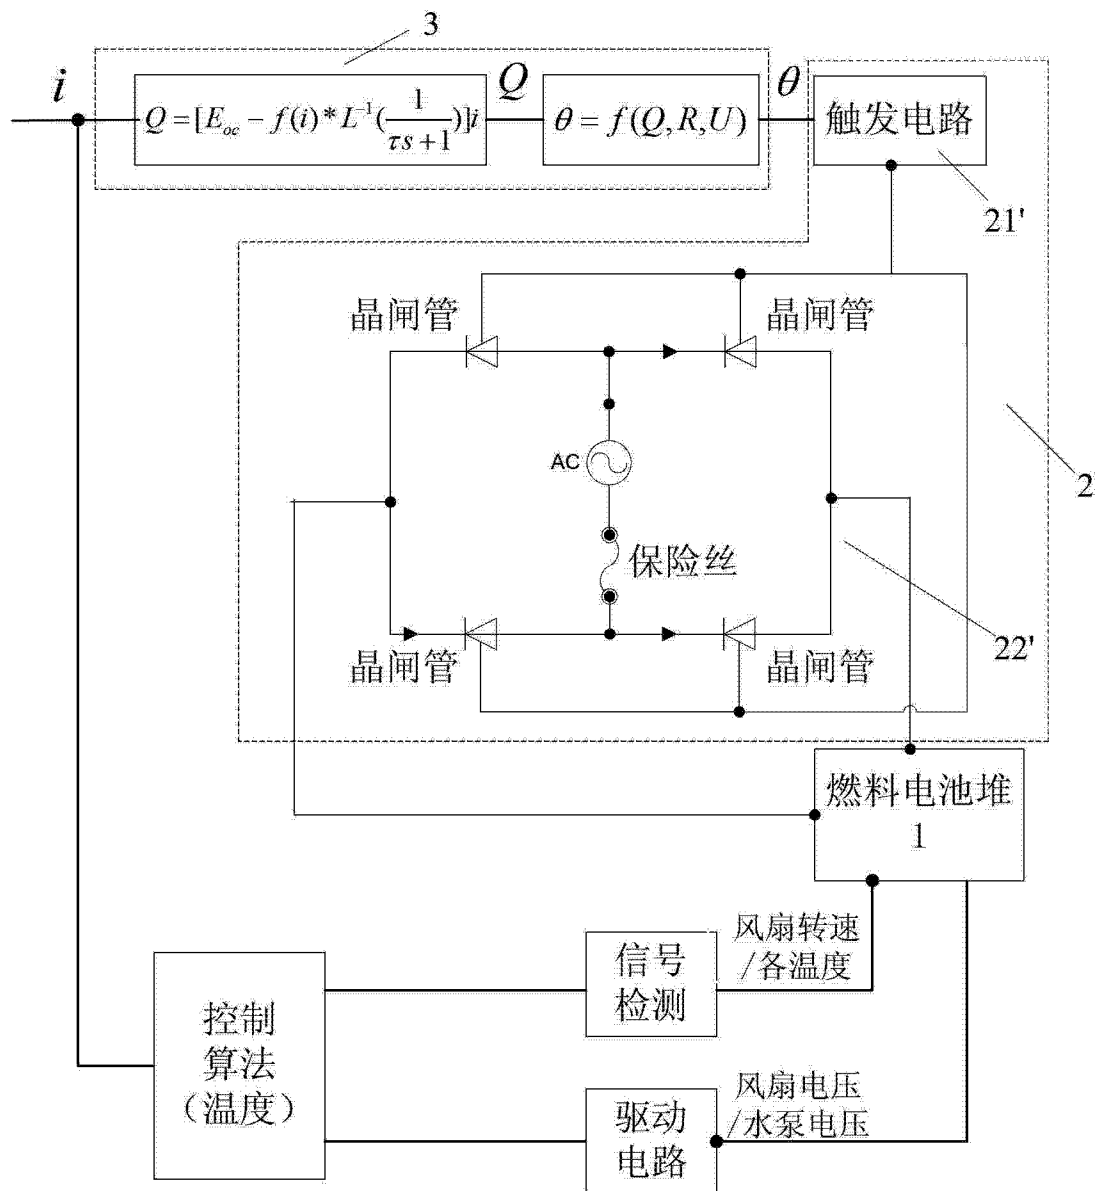 3
i
Q = [E_oc − f(i) * L^-1(1/(τs+1))]i
Q
θ = f(Q, R, U)
θ
触发电路
21'
晶闸管
晶闸管
AC
2
保险丝
22'
晶闸管
晶闸管
燃料电池堆
1
风扇转速
/各温度
信号
检测
控制
算法
（温度）
风扇电压
/水泵电压
驱动
电路